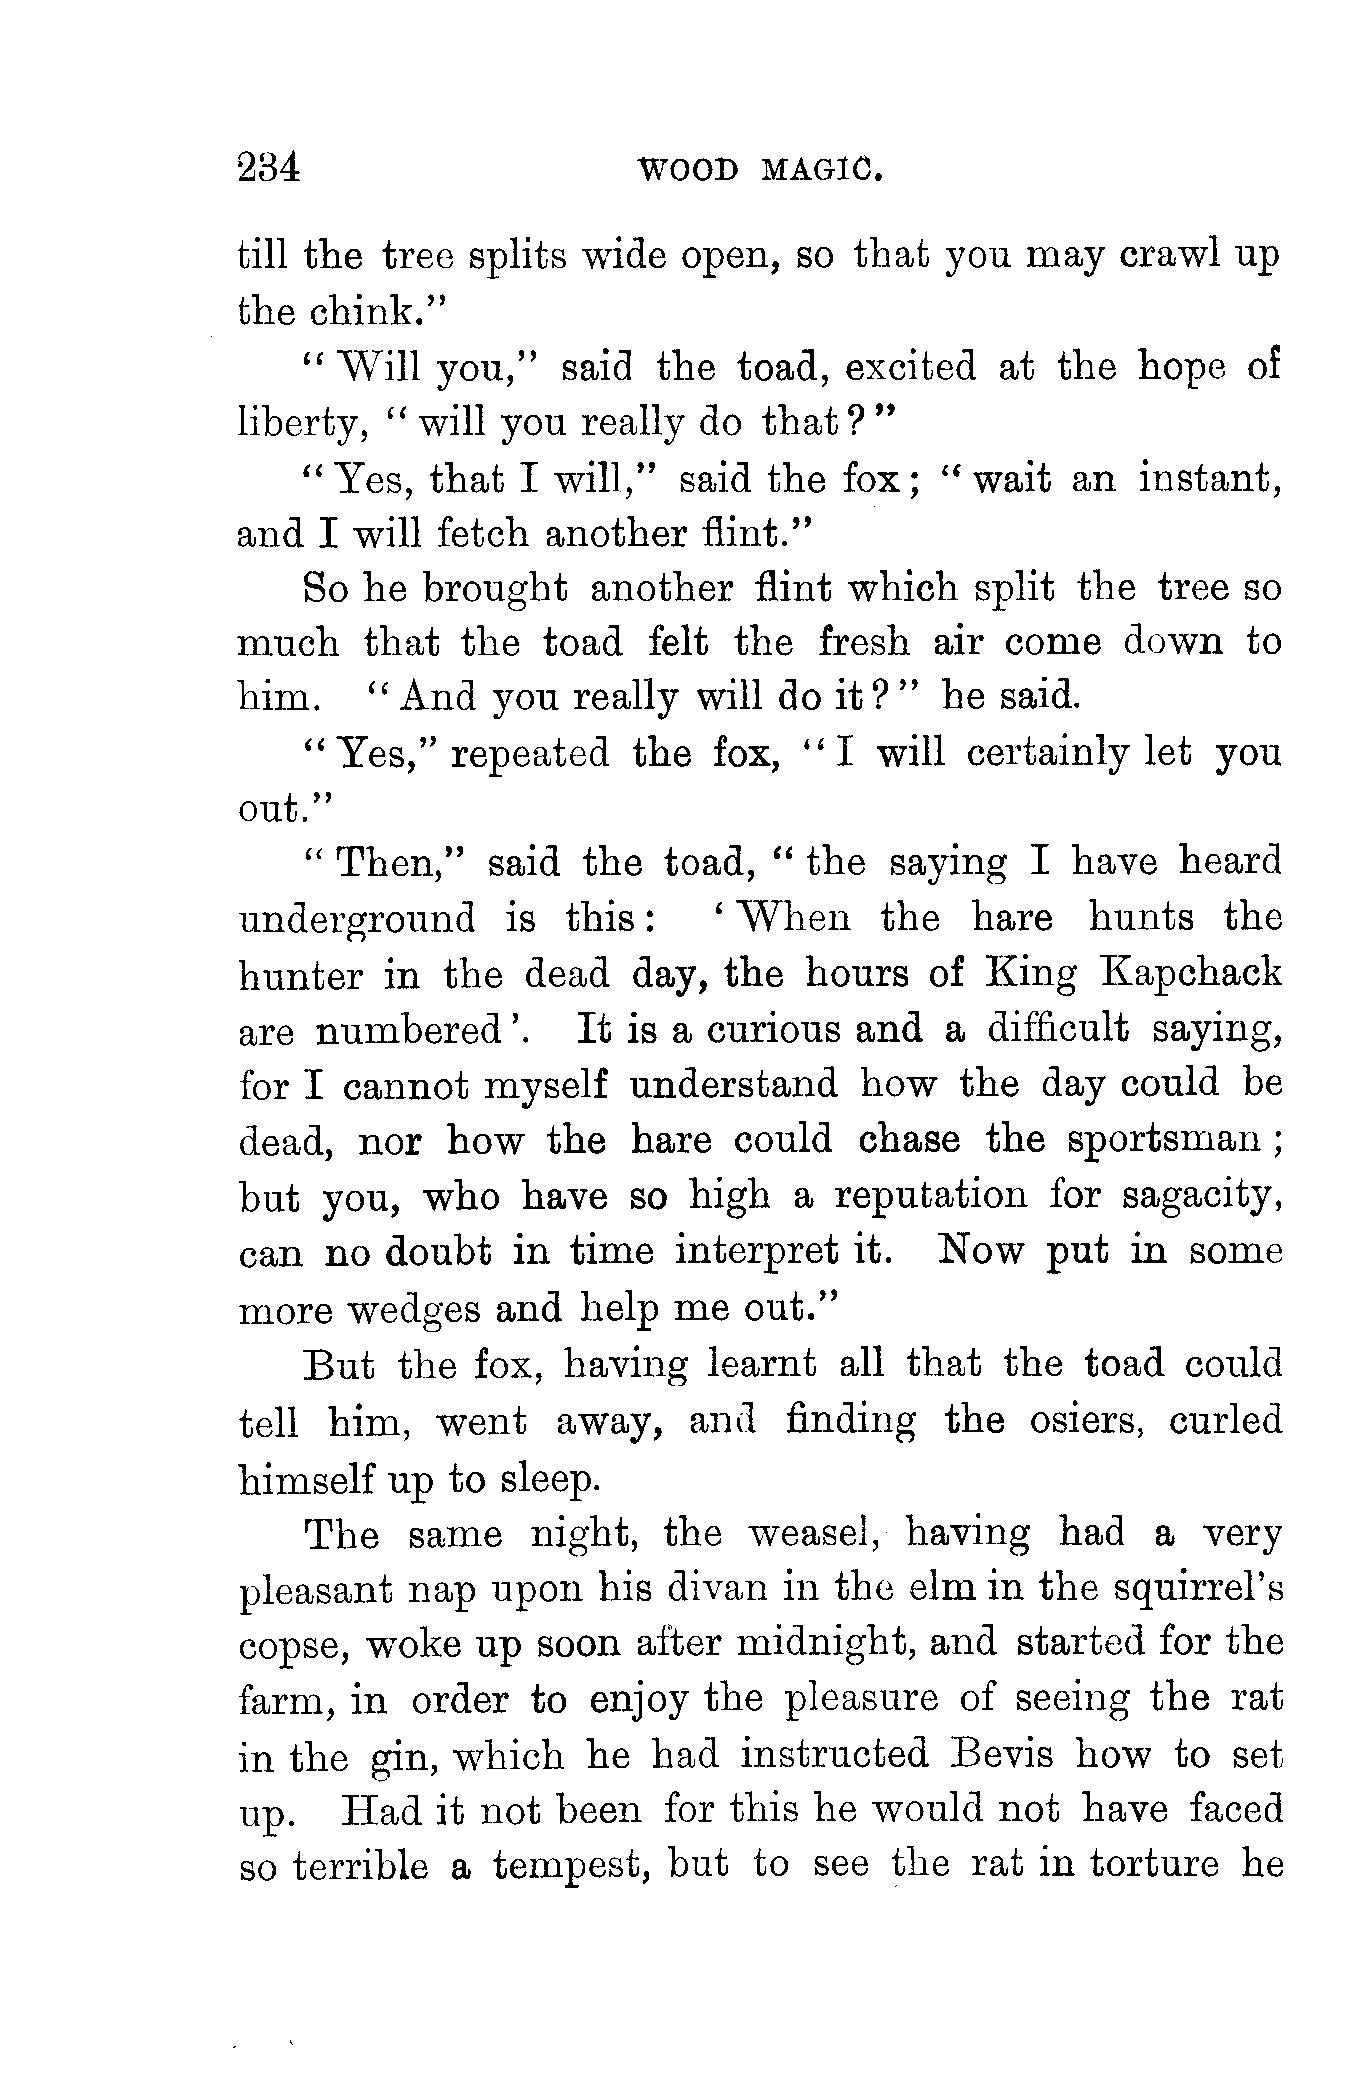 234 WOOD MAGIC.
till the tree splits wide open, so that you may crawl up
the chink."
" Will you," said the toad, excited at the hope of
liberty, " will you really do that ? "
" Yes, that I will," said the fox ; " wait an instant,
and I will fetch another flint."
So he brought another flint which split the tree so
much that the toad felt the fresh air come down to
him. " And you really will do it ? " he said.
" Yes," repeated the fox, " I will certainly let you
out."
" Then," said the toad, " the saying I have heard
underground is this : ' When the hare hunts the
hunter in the dead day, the hours of King Kapchack
are numbered '. It is a curious and a difficult saying,
for I cannot myself understand how the day could be
dead, nor how the hare could chase the sportsman ;
but you, who have so high a reputation for sagacity,
can no doubt in time interpret it. Now put in some
more wedges and help me out."
But the fox, having learnt all that the toad could
tell him, went away, and finding the osiers, curled
himself up to sleep.
The same night, the weasel, having had a very
pleasant nap upon his divan in the elm in the squirrel's
copse, woke up soon after midnight, and started for the
farm, in order to enjoy the pleasure of seeing the rat
in the gin, which he had instructed Bevis how to set
up. Had it not been for this he would not have faced
so terrible a tempest, but to see the rat in torture he